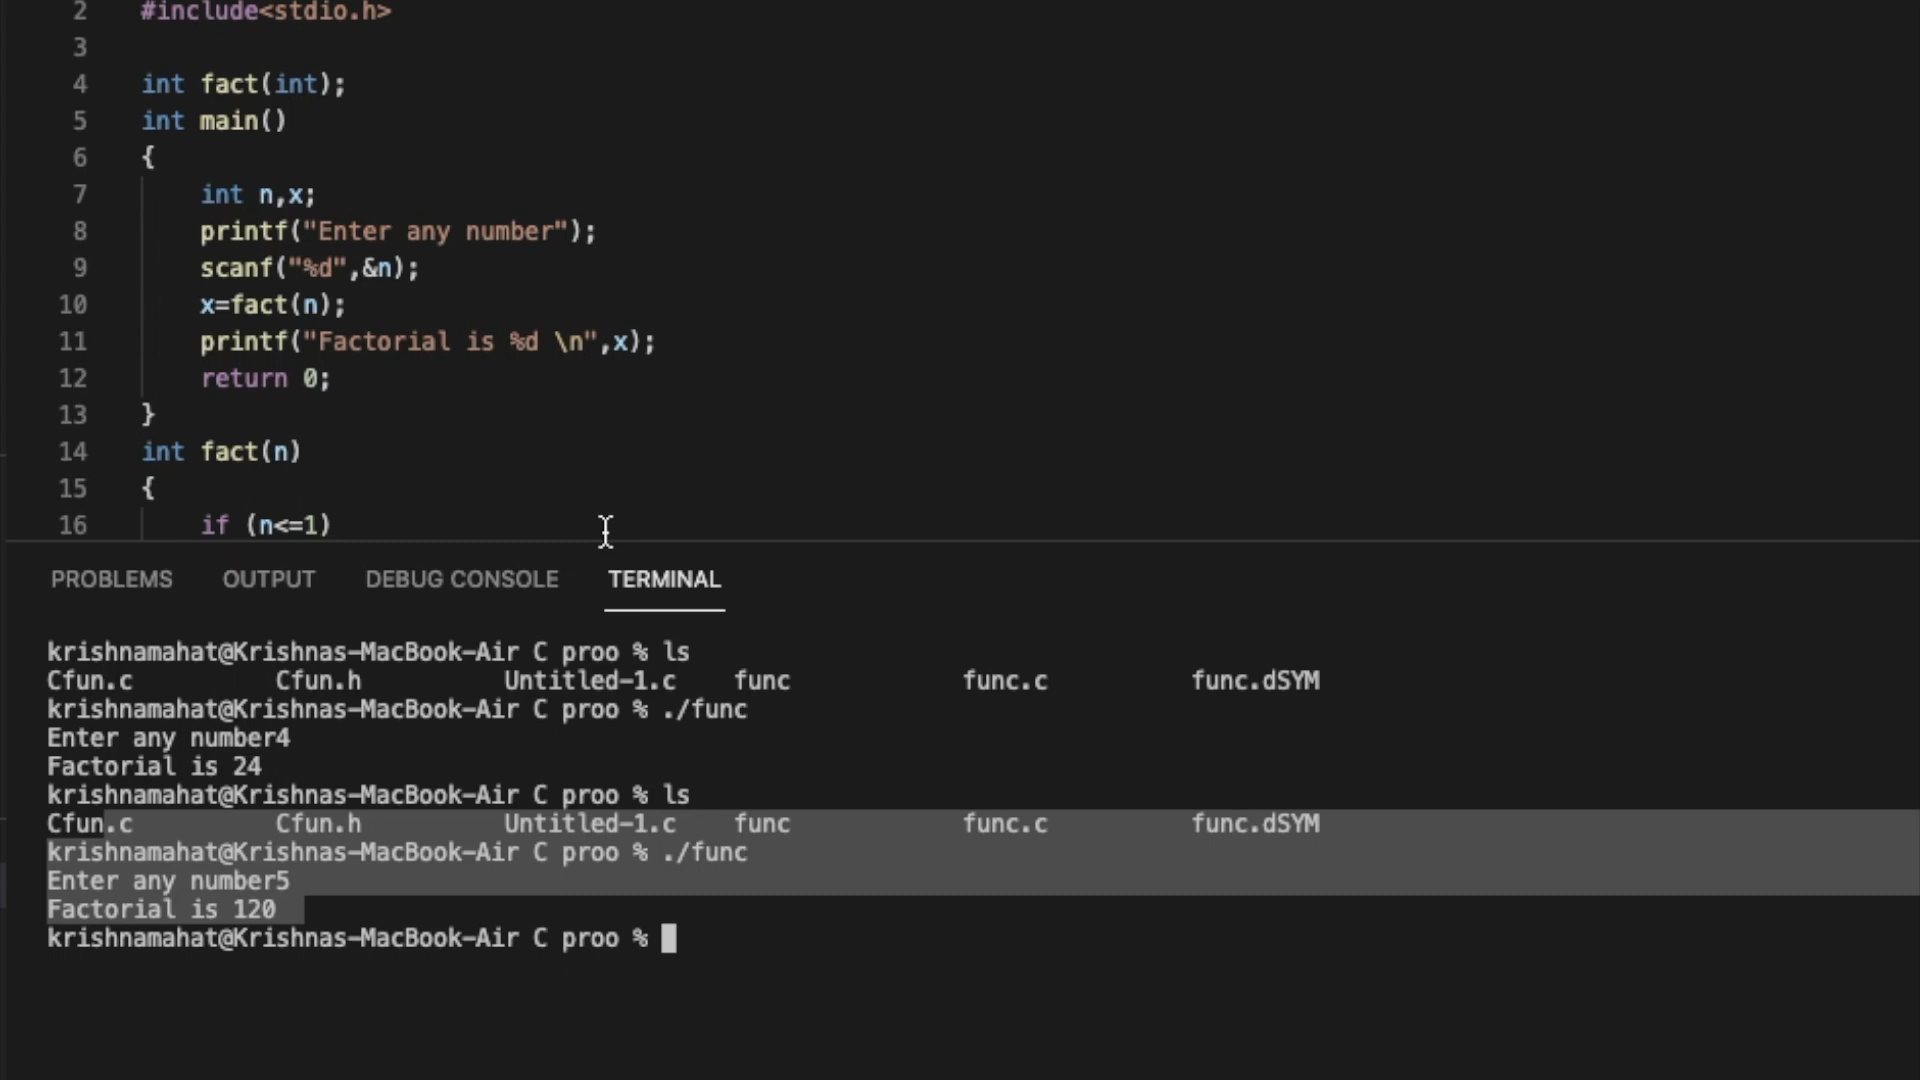 2 #include<stdio.h>
3
4 int fact(int);
5 int main()
6 {
7 int n,x;
8 printf("Enter any number");
9 scanf("%d",&n);
10 x=fact(n);
11 printf("Factorial is %d \n",x);
12 return 0;
13 }
14 int fact(n)
15 {
16 if (n<=1)
PROBLEMS OUTPUT DEBUG CONSOLE TERMINAL
krishnamahat@Krishnas-MacBook-Air C proo % ls
Cfun.c Cfun.h Untitled-1.c func func.c func.dSYM
krishnamahat@Krishnas-MacBook-Air C proo % ./func
Enter any number4
Factorial is 24
krishnamahat@Krishnas-MacBook-Air C proo % ls
Cfun.c Cfun.h Untitled-1.c func func.c func.dSYM
krishnamahat@Krishnas-MacBook-Air C proo % ./func
Enter any number5
Factorial is 120
krishnamahat@Krishnas-MacBook-Air C proo %